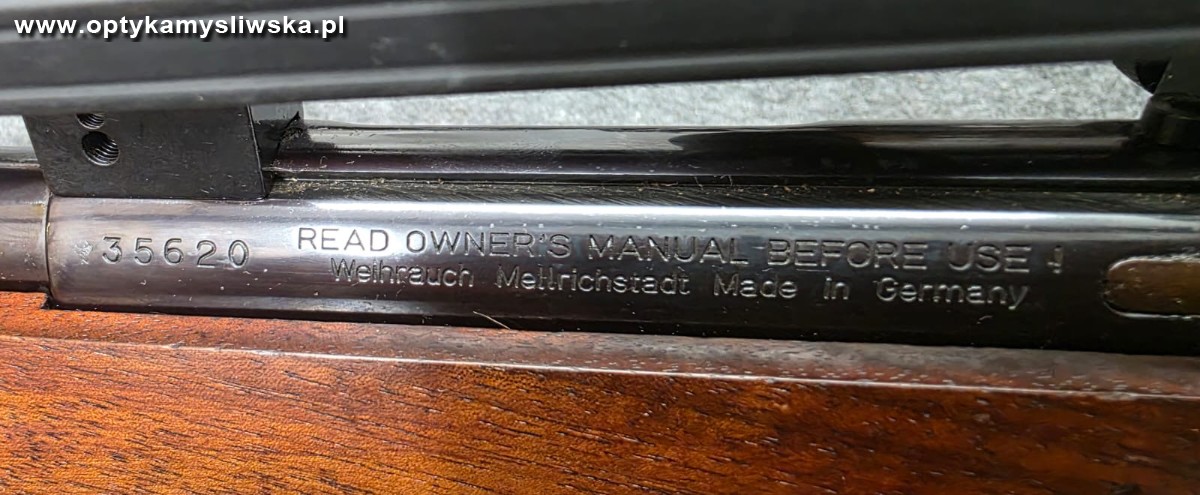 www.optykamysliwska.pl
35620
READ OWNER'S MANUAL BEFORE USE !
Weihrauch Mellrichstadt Made in Germany